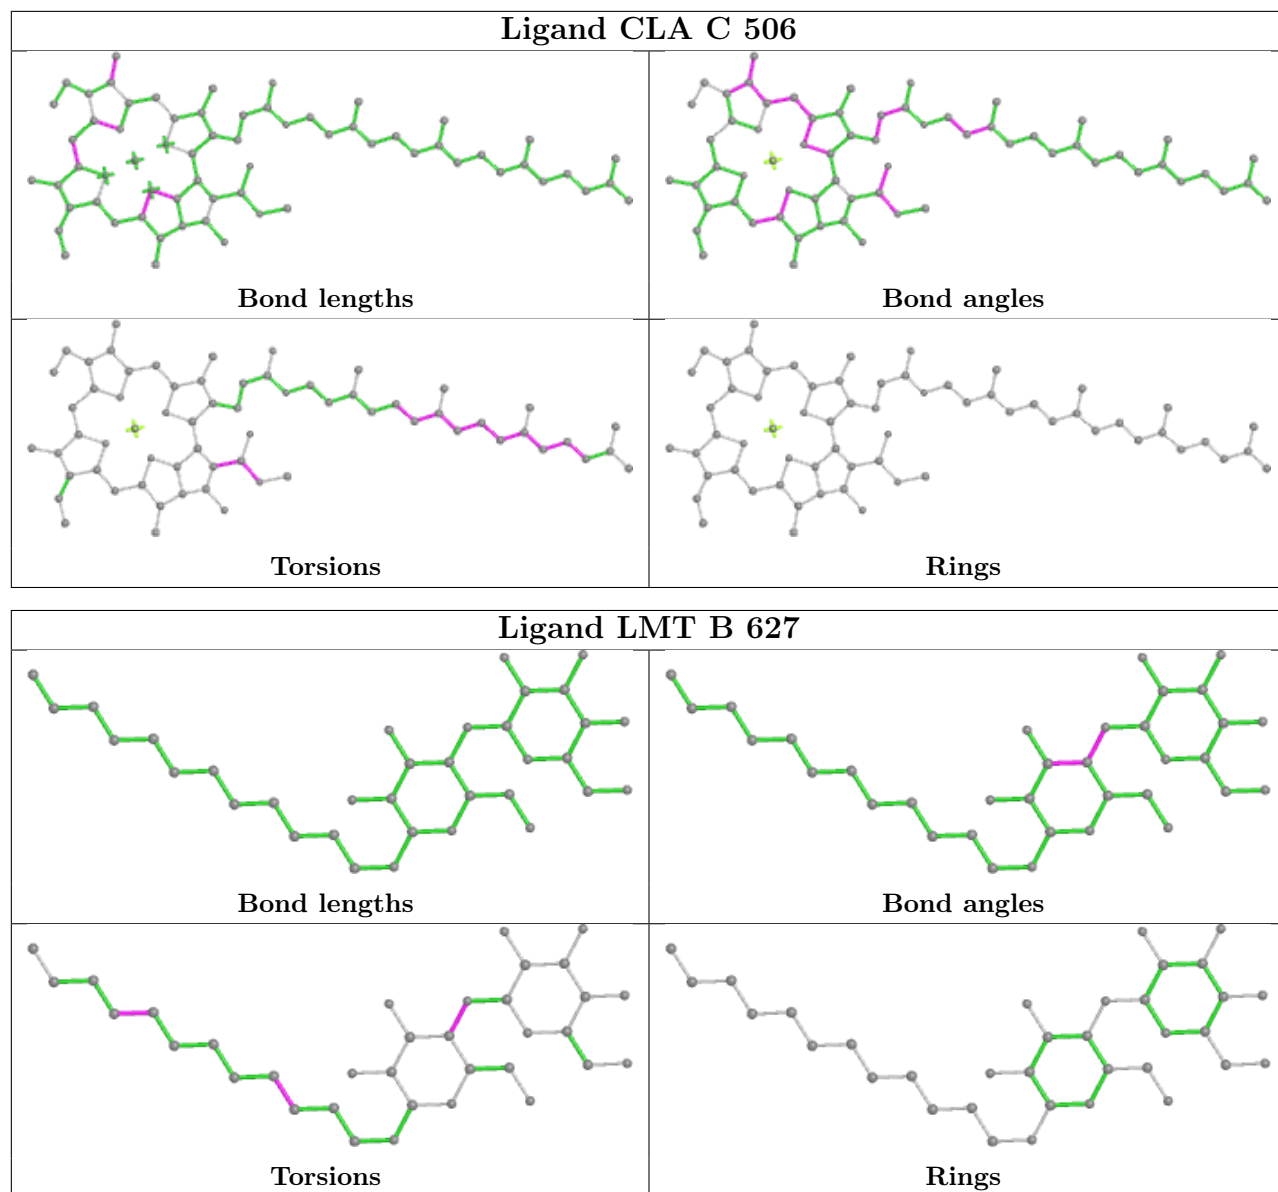 Ligand CLA C 506
Bond lengths
Bond angles
Torsions
Rings
Ligand LMT B 627
Bond lengths
Bond angles
Torsions
Rings